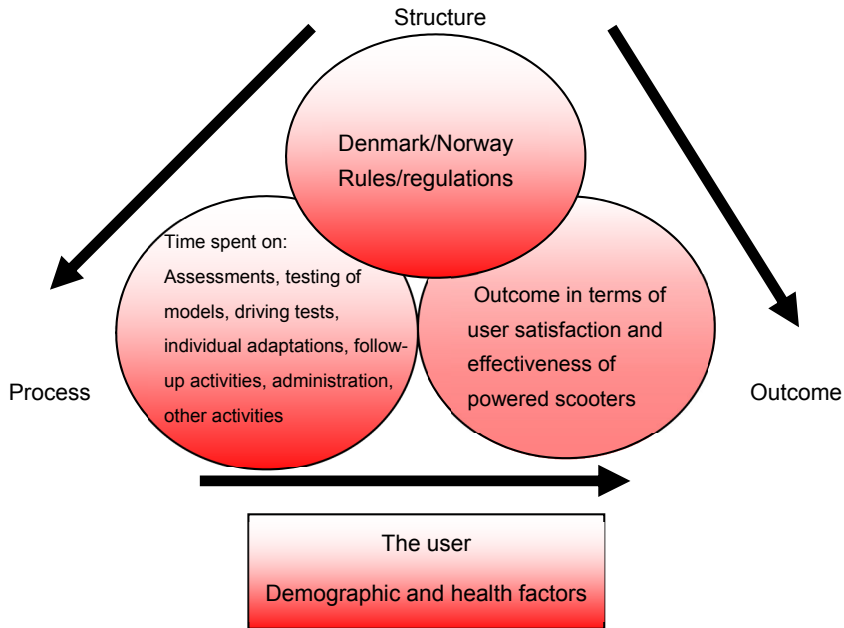 Structure
Denmark/Norway
Rules/regulations
Time spent on:
Assessments, testing of
models, driving tests,
individual adaptations, follow-
up activities, administration,
other activities
Outcome in terms of
user satisfaction and
effectiveness of
powered scooters
Process
Outcome
The user
Demographic and health factors